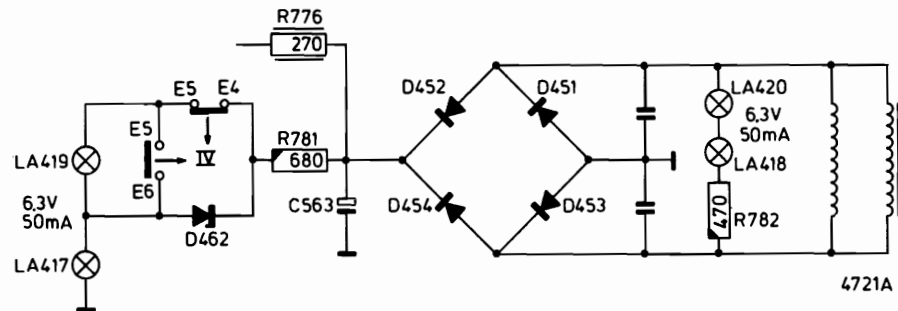 R776
270
D452
D451
LA420
6,3V
50mA
LA418
E5 E4
E5
IV
E6
R781
680
LA419
6,3V
50mA
D462
C563
D454
D453
470
R782
LA417
4721A